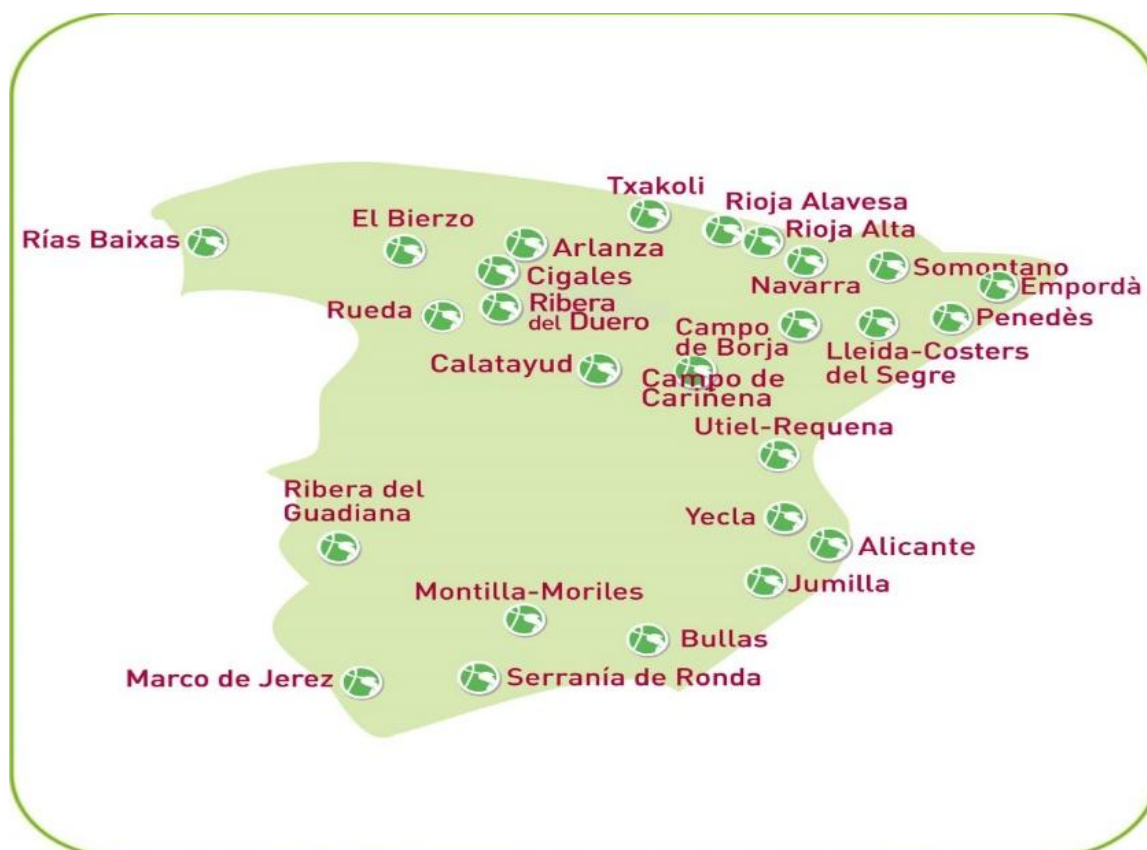 Txakoli
Rioja Alavesa
El Bierzo
Rioja Alta
Rías Baixas
Arlanza
Somontano
Cigales
Navarra
Empordà
Rueda
Ribera
del Duero
Penedès
Campo
de Borja
Lleida-Costers
del Segre
Calatayud
Campo de
Cariñena
Utiel-Requena
Ribera del
Guadiana
Yecla
Alicante
Jumilla
Montilla-Moriles
Bullas
Marco de Jerez
Serranía de Ronda